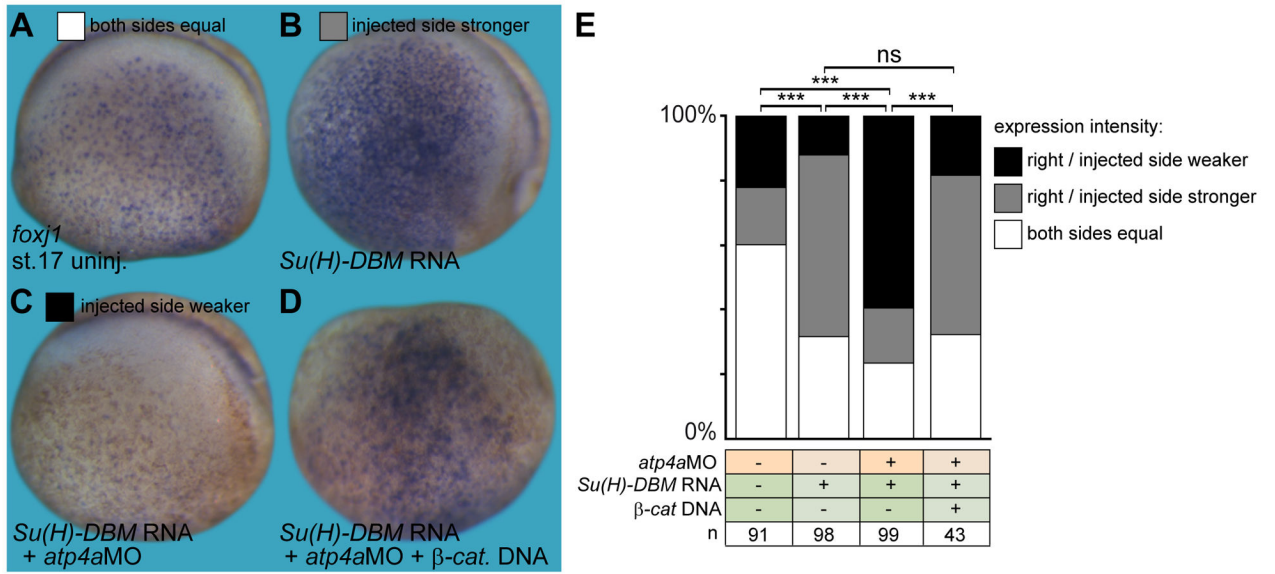 A both sides equal
foxj1
st.17 uninj.
B injected side stronger
Su(H)-DBM RNA
C injected side weaker
Su(H)-DBM RNA
+ atp4aMO
D
Su(H)-DBM RNA
+ atp4aMO + β-cat. DNA
E
ns
***
*** *** ***
100%
0%
expression intensity:
right / injected side weaker
right / injected side stronger
both sides equal
atp4aMO - - + +
Su(H)-DBM RNA - + + +
β-cat DNA - - - +
n 91 98 99 43